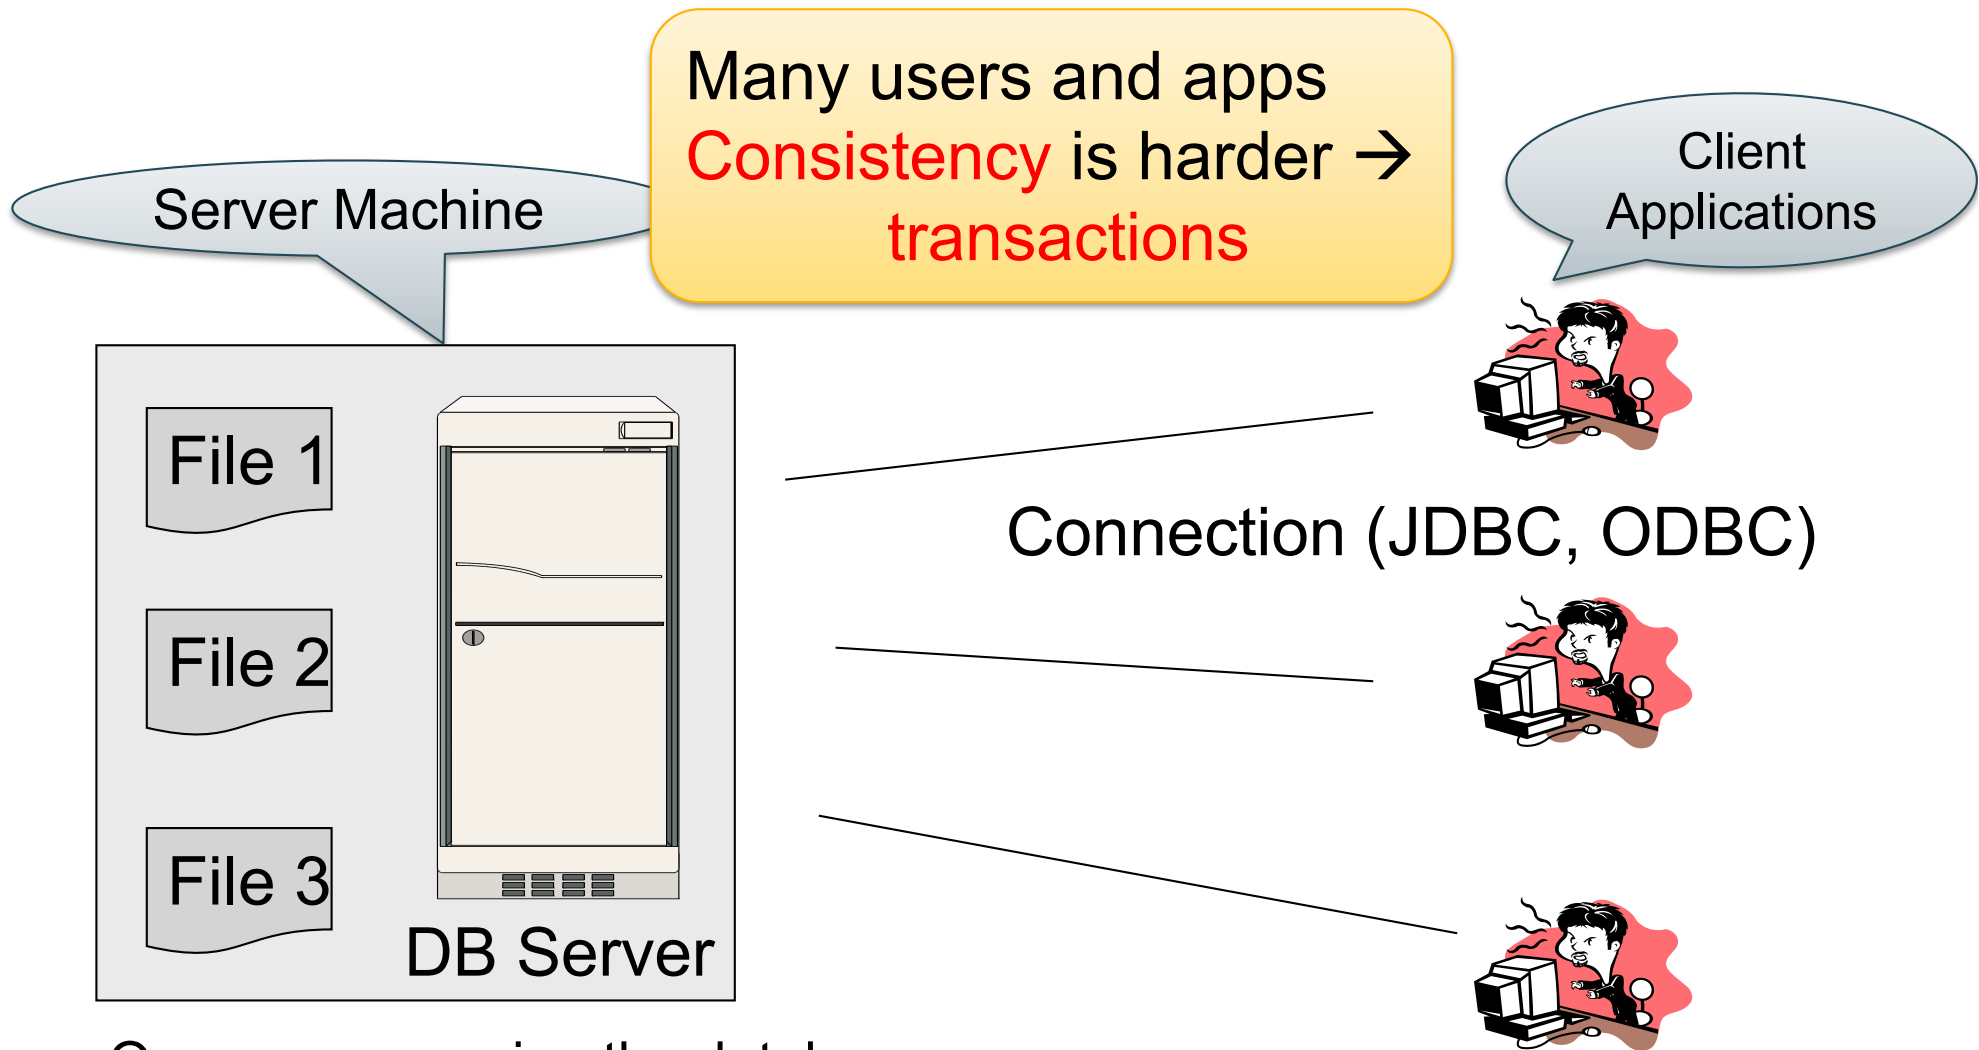 Many users and apps
Consistency is harder →
transactions
Server Machine
Client
Applications
File 1
File 2
File 3
DB Server
Connection (JDBC, ODBC)